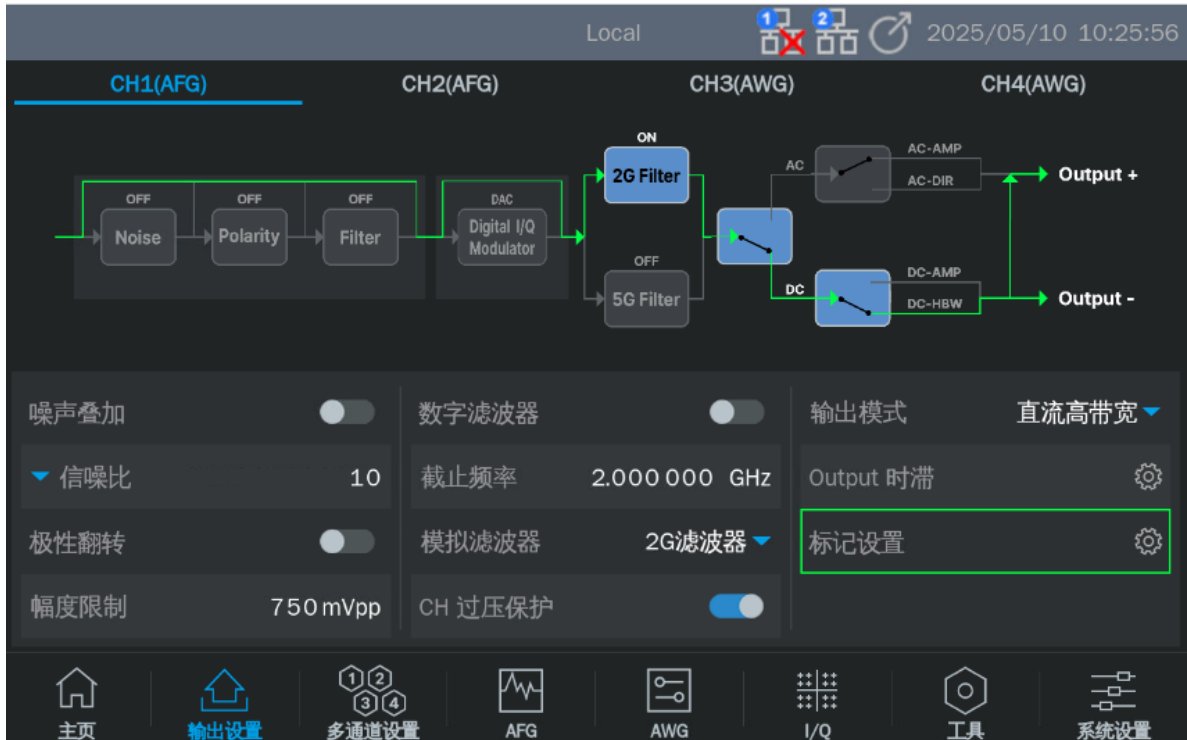 1
2
Local
2025/05/10 10:25:56
CH1(AFG)
CH2(AFG)
CH3(AWG)
CH4(AWG)
ON
2G Filter
AC
AC-AMP
AC-DIR
Output +
OFF
OFF
OFF
DAC
Noise
Polarity
Filter
Digital I/Q
Modulator
OFF
5G Filter
DC
DC-AMP
DC-HBW
Output -
噪声叠加
数字滤波器
输出模式
直流高带宽
信噪比
10
截止频率
2.000 000 GHz
Output 时滞
极性翻转
模拟滤波器
2G滤波器
标记设置
幅度限制
750 mVpp
CH 过压保护
1
2
3
4
主页
输出设置
多通道设置
AFG
AWG
I/Q
工具
系统设置